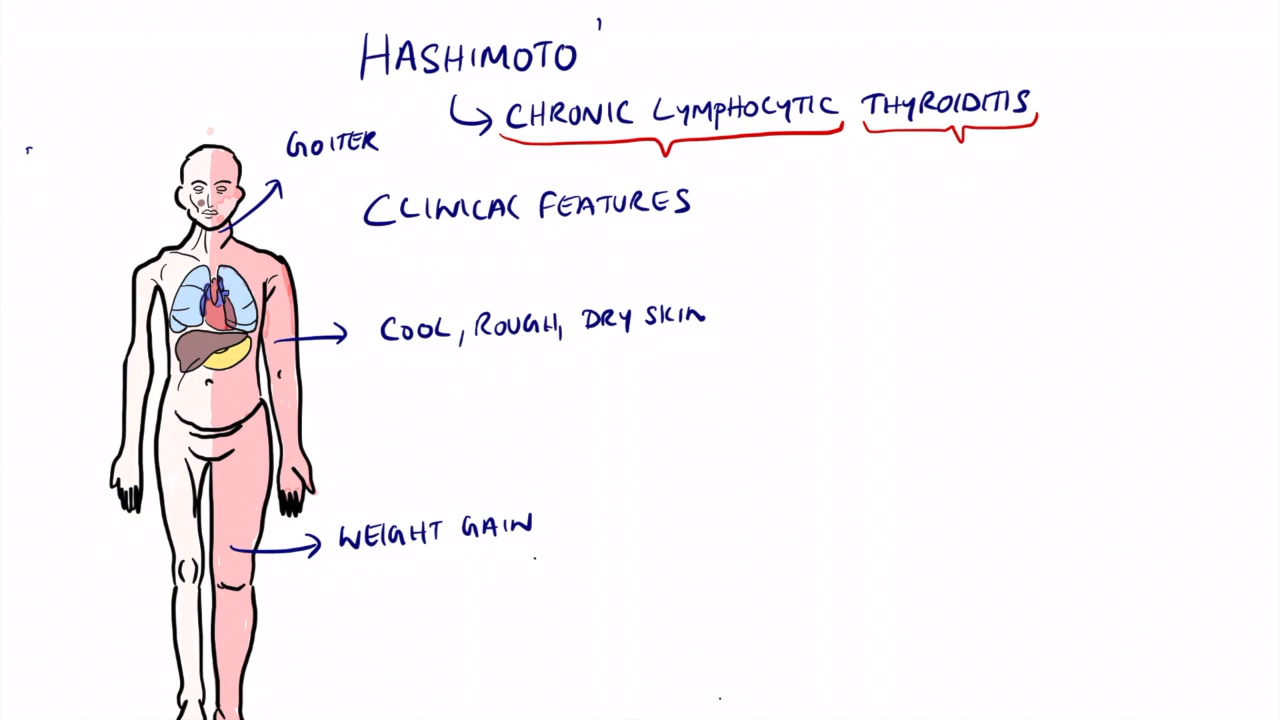 HASHIMOTO'
CHRONIC LYMPHOCYTIC THYROIDITIS
GOITER
CLINICAL FEATURES
COOL, ROUGH, DRY SKIN
WEIGHT GAIN